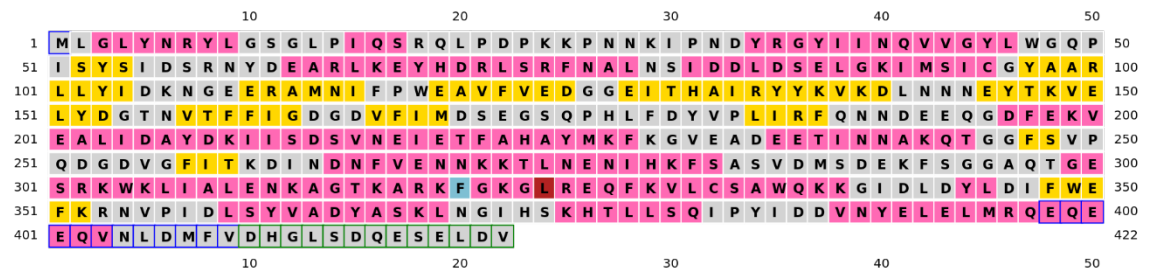 10 20 30 40 50
1 M L G L Y N R Y L G S G L P I Q S R Q L P D P K K P N N K I P N D Y R G Y I I N Q V V G Y L W G Q P 50
51 I S Y S I D S R N Y D E A R L K E Y H D R L S R F N A L N S I D D L D S E L G K I M S I C G Y A A R 100
101 L L Y I D K N G E E R A M N I F P W E A V F V E D G G E I T H A I R Y Y K V K D L N N N E Y T K V E 150
151 L Y D G T N V T F F I G D G D V F I M D S E G S Q P H L F D Y V P L I R F Q N N D E E Q G D F E K V 200
201 E A L I D A Y D K I I S D S V N E I E T F A H A Y M K F K G V E A D E E T I N N A K Q T G G F S V P 250
251 Q D G D V G F I T K D I N D N F V E N N K K T L N E N I H K F S A S V D M S D E K F S G G A Q T G E 300
301 S R K W K L I A L E N K A G T K A R K F G K G L R E Q F K V L C S A W Q K K G I D L D Y L D I F W E 350
351 F K R N V P I D L S Y V A D Y A S K L N G I H S K H T L L S Q I P Y I D D V N Y E L E L M R Q E Q E 400
401 E Q V N L D M F V D H G L S D Q E S E L D V 422
10 20 30 40 50